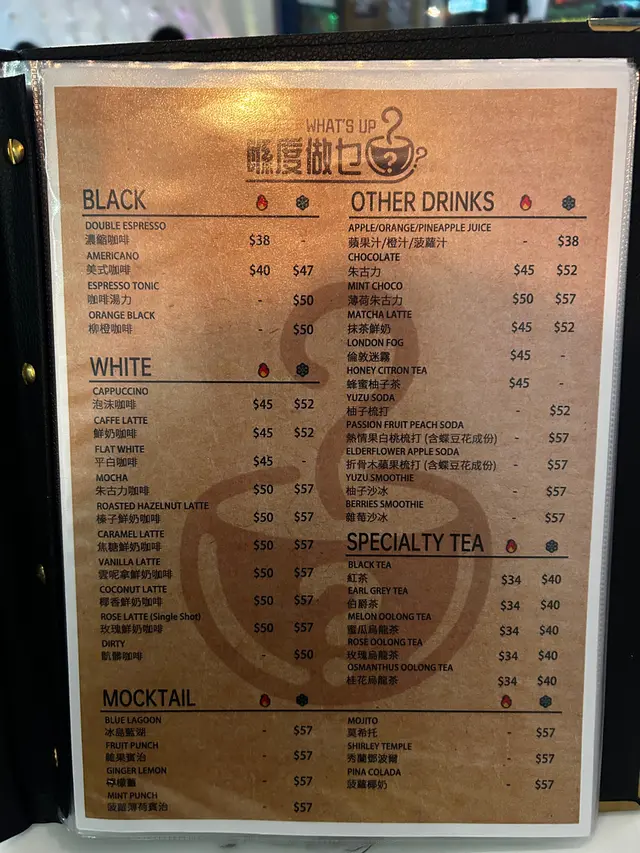 WHAT'S UP
喺度做乜
?
?
BLACK
DOUBLE ESPRESSO
濃縮咖啡 $38 -
AMERICANO
美式咖啡 $40 $47
ESPRESSO TONIC
咖啡湯力 - $50
ORANGE BLACK
柳橙咖啡 - $50
WHITE
CAPPUCCINO
泡沫咖啡 $45 $52
CAFFE LATTE
鮮奶咖啡 $45 $52
FLAT WHITE
平白咖啡 $45 -
MOCHA
朱古力咖啡 $50 $57
ROASTED HAZELNUT LATTE
榛子鮮奶咖啡 $50 $57
CARAMEL LATTE
焦糖鮮奶咖啡 $50 $57
VANILLA LATTE
雲呢拿鮮奶咖啡 $50 $57
COCONUT LATTE
椰香鮮奶咖啡 $50 $57
ROSE LATTE (Single Shot)
玫瑰鮮奶咖啡 $50 $57
DIRTY
骯髒咖啡 - $50
OTHER DRINKS
APPLE/ORANGE/PINEAPPLE JUICE
蘋果汁/橙汁/菠蘿汁 - $38
CHOCOLATE
朱古力 $45 $52
MINT CHOCO
薄荷朱古力 $50 $57
MATCHA LATTE
抹茶鮮奶 $45 $52
LONDON FOG
倫敦迷霧 $45 -
HONEY CITRON TEA
蜂蜜柚子茶 $45 -
YUZU SODA
柚子梳打 - $52
PASSION FRUIT PEACH SODA
熱情果白桃梳打 (含蝶豆花成份) - $57
ELDERFLOWER APPLE SODA
折骨木蘋果梳打 (含蝶豆花成份) - $57
YUZU SMOOTHIE
柚子沙冰 - $57
BERRIES SMOOTHIE
雜莓沙冰 - $57
SPECIALTY TEA
BLACK TEA
紅茶 $34 $40
EARL GREY TEA
伯爵茶 $34 $40
MELON OOLONG TEA
蜜瓜烏龍茶 $34 $40
ROSE OOLONG TEA
玫瑰烏龍茶 $34 $40
OSMANTHUS OOLONG TEA
桂花烏龍茶 $34 $40
MOCKTAIL
BLUE LAGOON
冰島藍湖 - $57
FRUIT PUNCH
雜果賓治 - $57
GINGER LEMON
檸檬薑 - $57
MINT PUNCH
菠蘿薄荷賓治 $57
MOJITO
莫希托 - $57
SHIRLEY TEMPLE
秀蘭鄧波爾 - $57
PINA COLADA
菠蘿椰奶 - $57